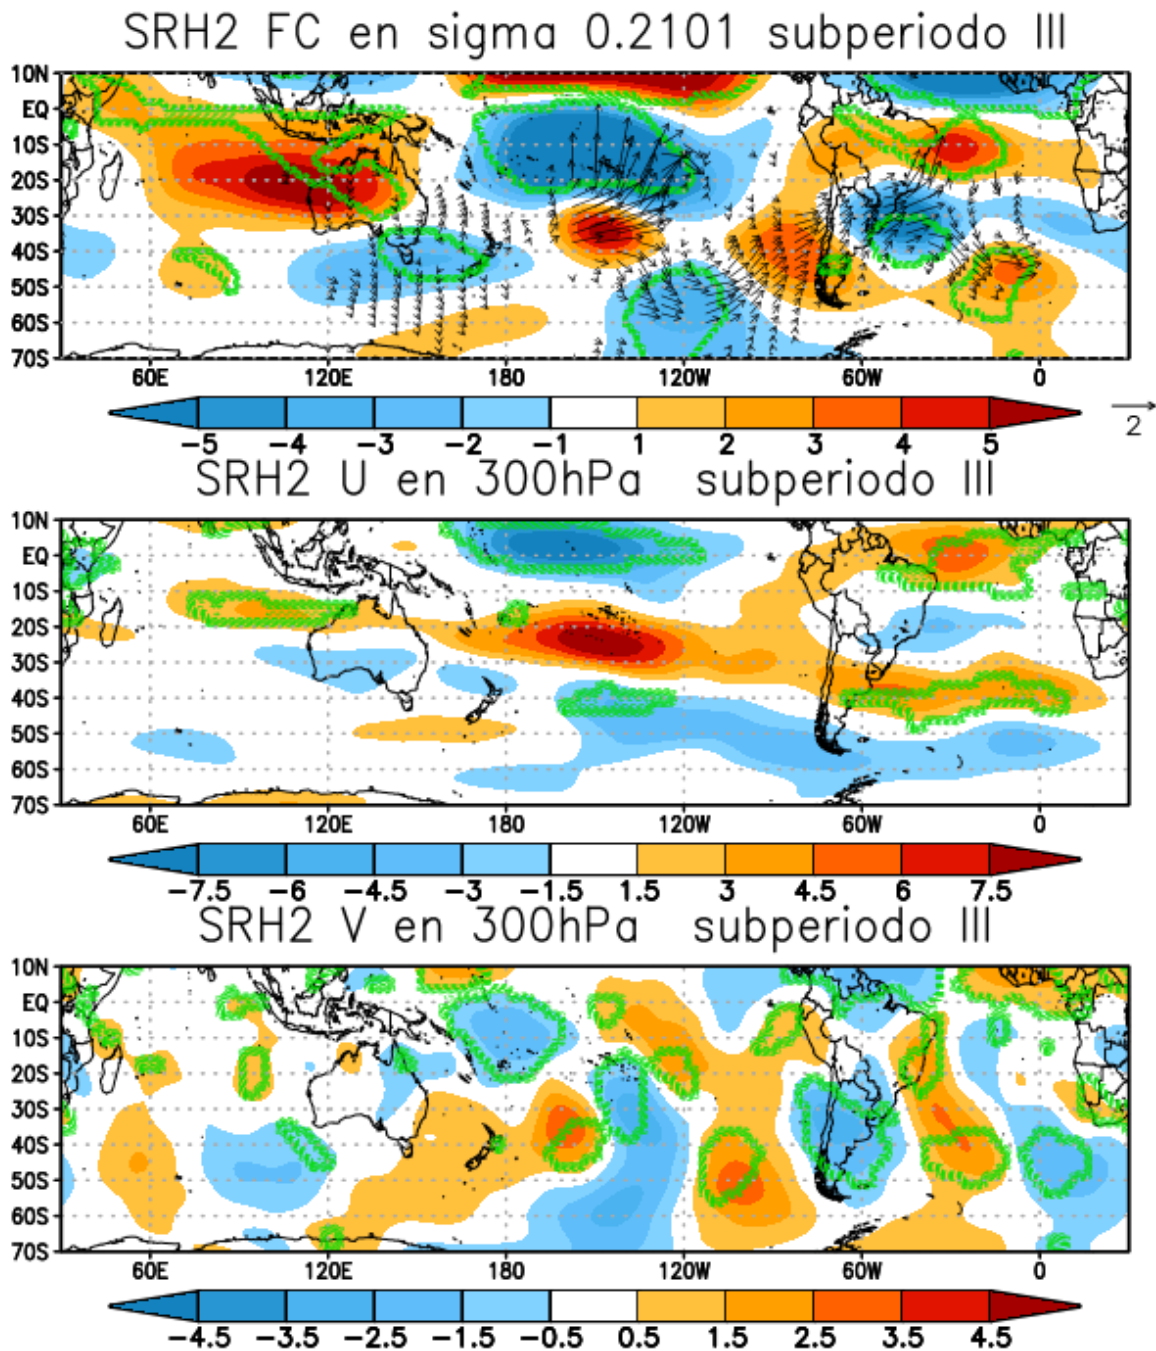 SRH2 FC en sigma 0.2101 subperiodo III
10N
EQ
10S
20S
30S
40S
50S
60S
70S
60E 120E 180 120W 60W 0
-5 -4 -3 -2 -1 1 2 3 4 5
2
SRH2 U en 300hPa subperiodo III
10N
EQ
10S
20S
30S
40S
50S
60S
70S
60E 120E 180 120W 60W 0
-7.5 -6 -4.5 -3 -1.5 1.5 3 4.5 6 7.5
SRH2 V en 300hPa subperiodo III
10N
EQ
10S
20S
30S
40S
50S
60S
70S
60E 120E 180 120W 60W 0
-4.5 -3.5 -2.5 -1.5 -0.5 0.5 1.5 2.5 3.5 4.5